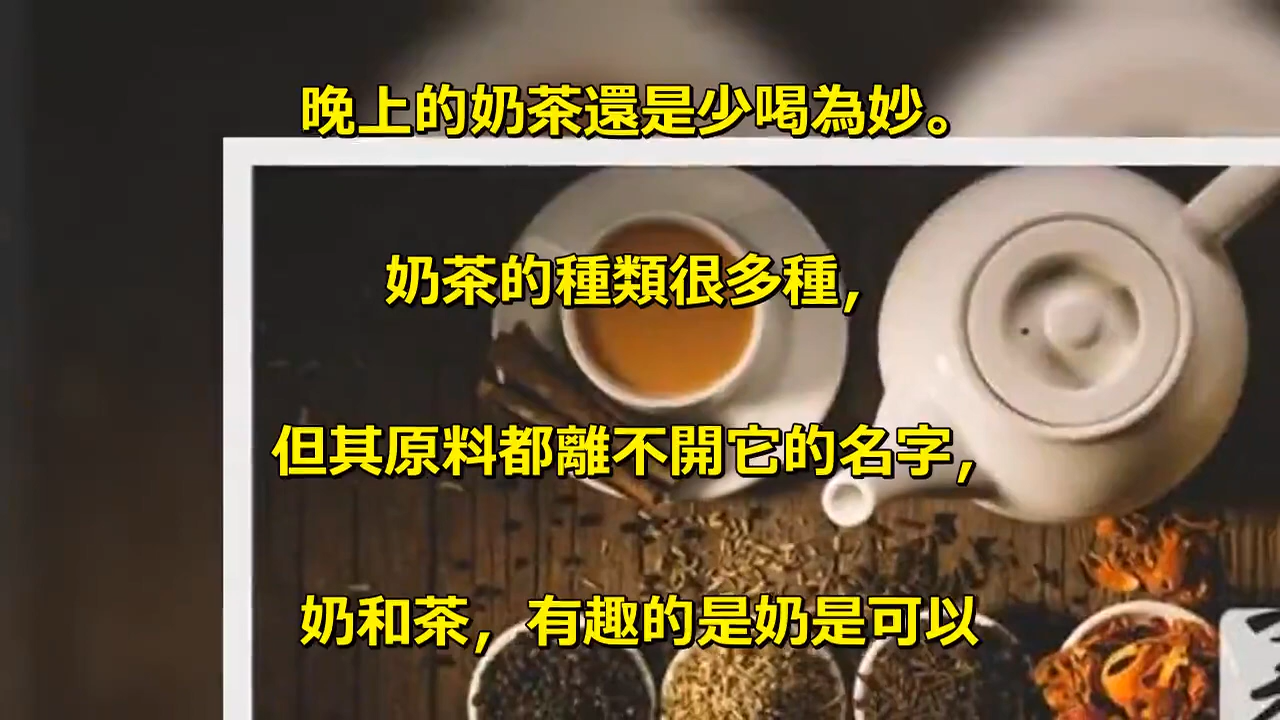 晚上的奶茶還是少喝為妙。
奶茶的種類很多種，
但其原料都離不開它的名字，
奶和茶，有趣的是奶是可以